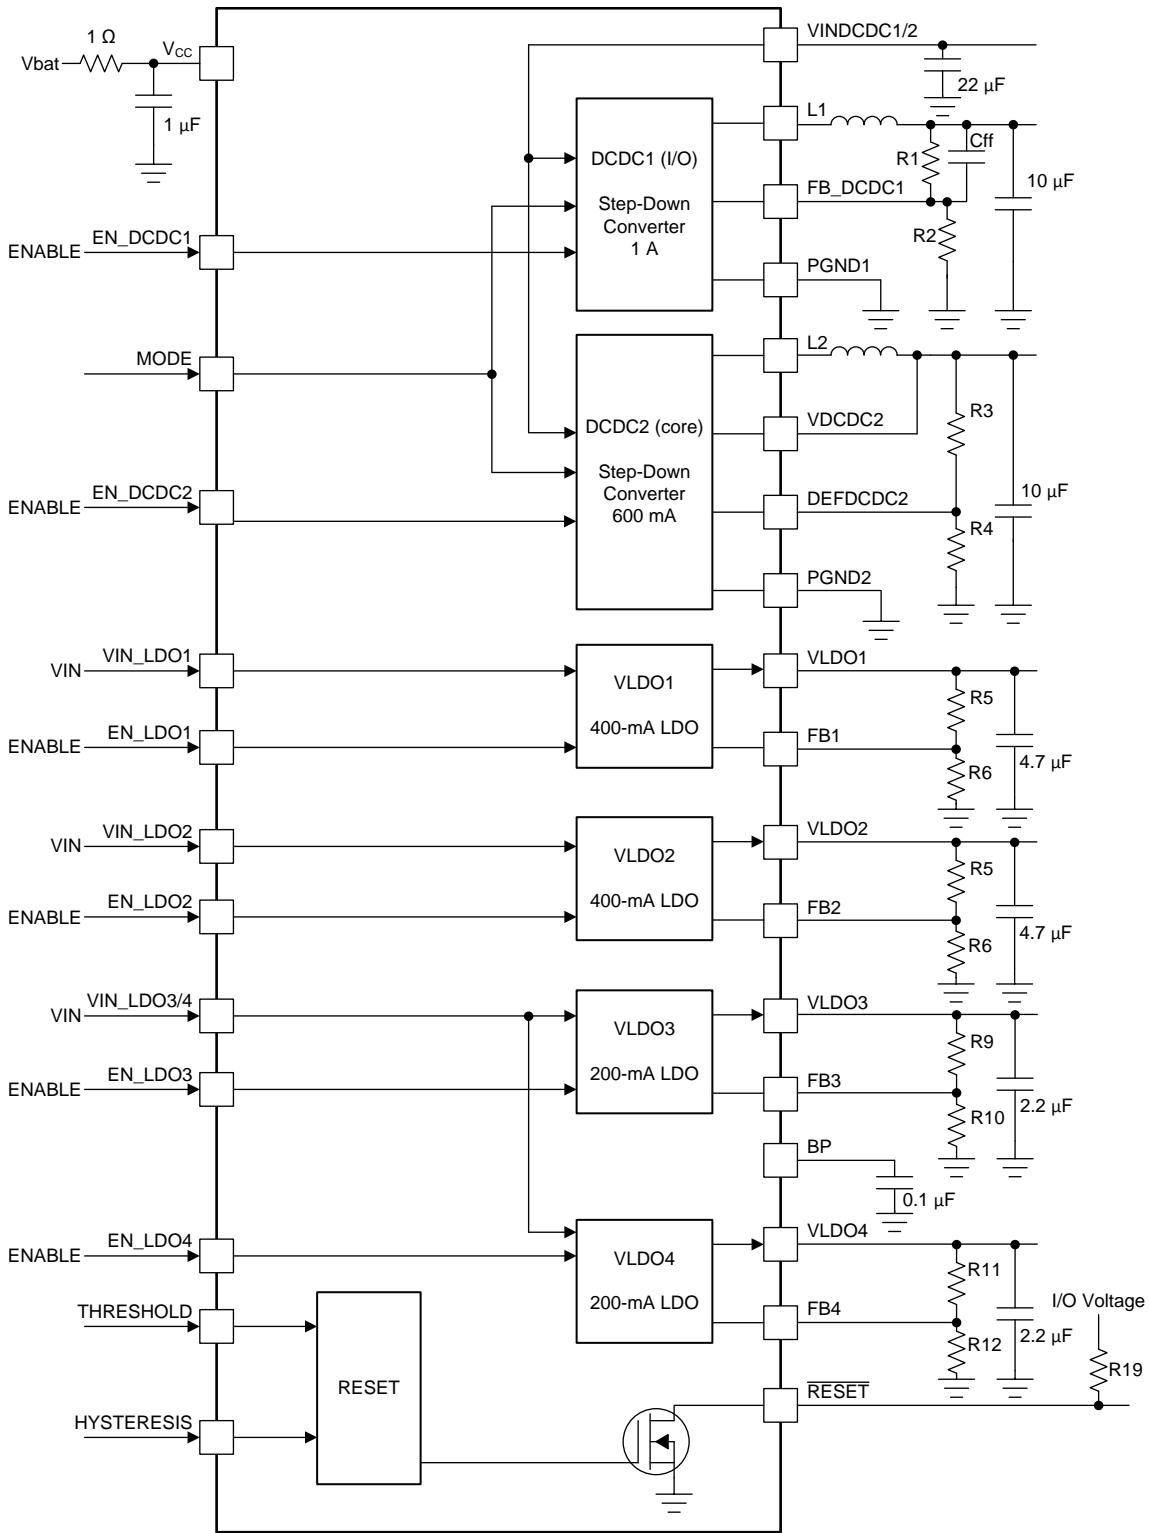 1 Ω
Vbat
VCC
1 µF
VINDCDC1/2
22 µF
L1
DCDC1 (I/O)
Step-Down
Converter
1 A
R1
Cff
10 µF
FB_DCDC1
R2
ENABLE
EN_DCDC1
PGND1
MODE
L2
DCDC2 (core)
Step-Down
Converter
600 mA
R3
VDCDC2
10 µF
ENABLE
EN_DCDC2
DEFDCDC2
R4
PGND2
VIN
VIN_LDO1
VLDO1
400-mA LDO
VLDO1
R5
ENABLE
EN_LDO1
FB1
R6
4.7 µF
VIN
VIN_LDO2
VLDO2
400-mA LDO
VLDO2
R5
ENABLE
EN_LDO2
FB2
R6
4.7 µF
VIN
VIN_LDO3/4
VLDO3
200-mA LDO
VLDO3
R9
ENABLE
EN_LDO3
FB3
R10
2.2 µF
BP
0.1 µF
ENABLE
EN_LDO4
VLDO4
200-mA LDO
VLDO4
R11
FB4
R12
2.2 µF
I/O Voltage
R19
THRESHOLD
RESET
HYSTERESIS
RESET